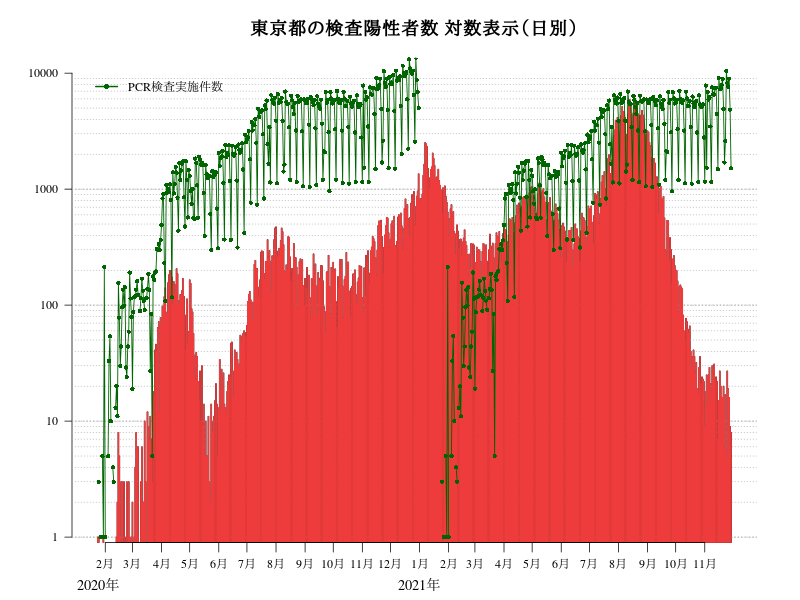 東京都の検査陽性者数 対数表示（日別）
PCR検査実施件数
10000
1000
100
10
1
2月 3月 4月 5月 6月 7月 8月 9月 10月 11月 12月 1月 2月 3月 4月 5月 6月 7月 8月 9月 10月 11月
2020年 2021年